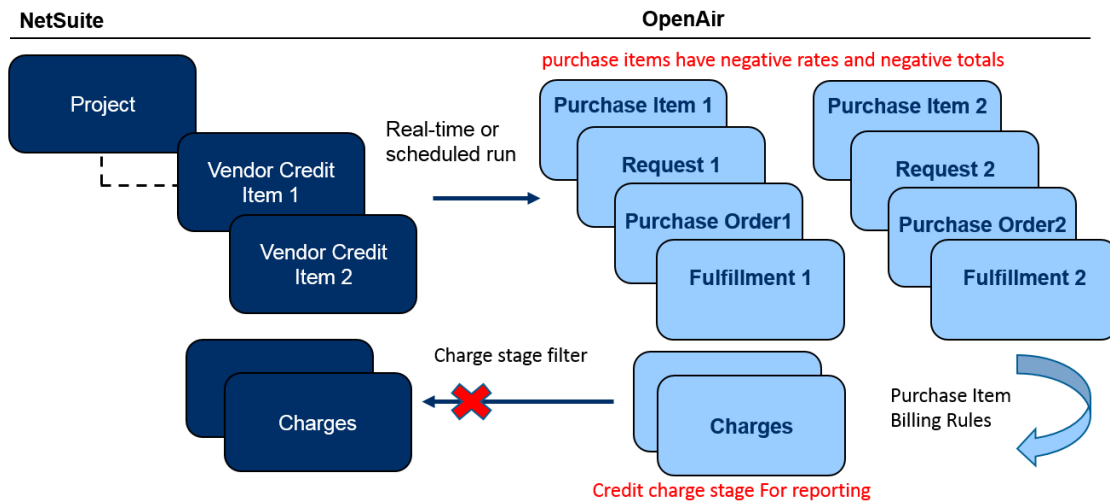 NetSuite
OpenAir
purchase items have negative rates and negative totals
Project
Vendor Credit
Item 1
Vendor Credit
Item 2
Real-time or
scheduled run
Purchase Item 1
Request 1
Purchase Order1
Fulfillment 1
Purchase Item 2
Request 2
Purchase Order2
Fulfillment 2
Charges
Charge stage filter
Charges
Purchase Item
Billing Rules
Credit charge stage For reporting